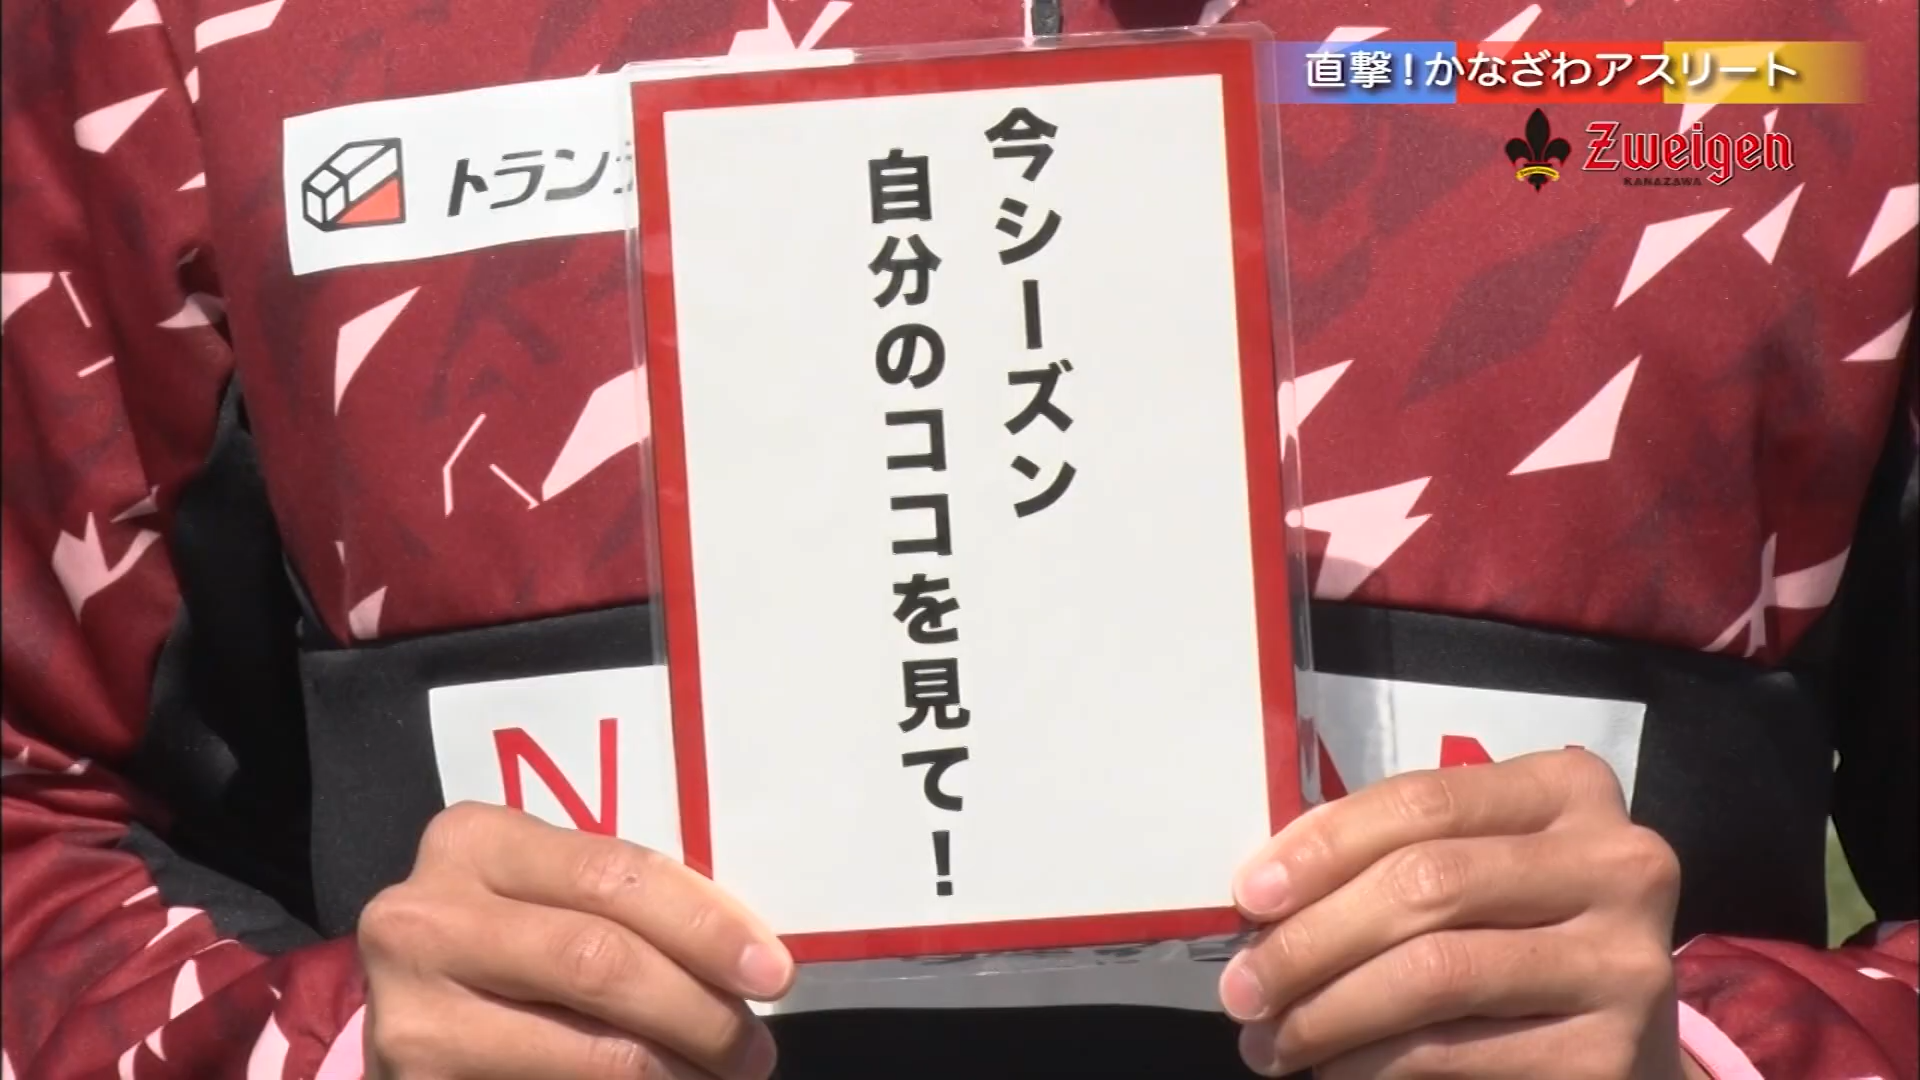 直撃！かなざわアスリート
Zweigen
KANAZAWA
トラン
今シーズン
自分のココを見て！
N